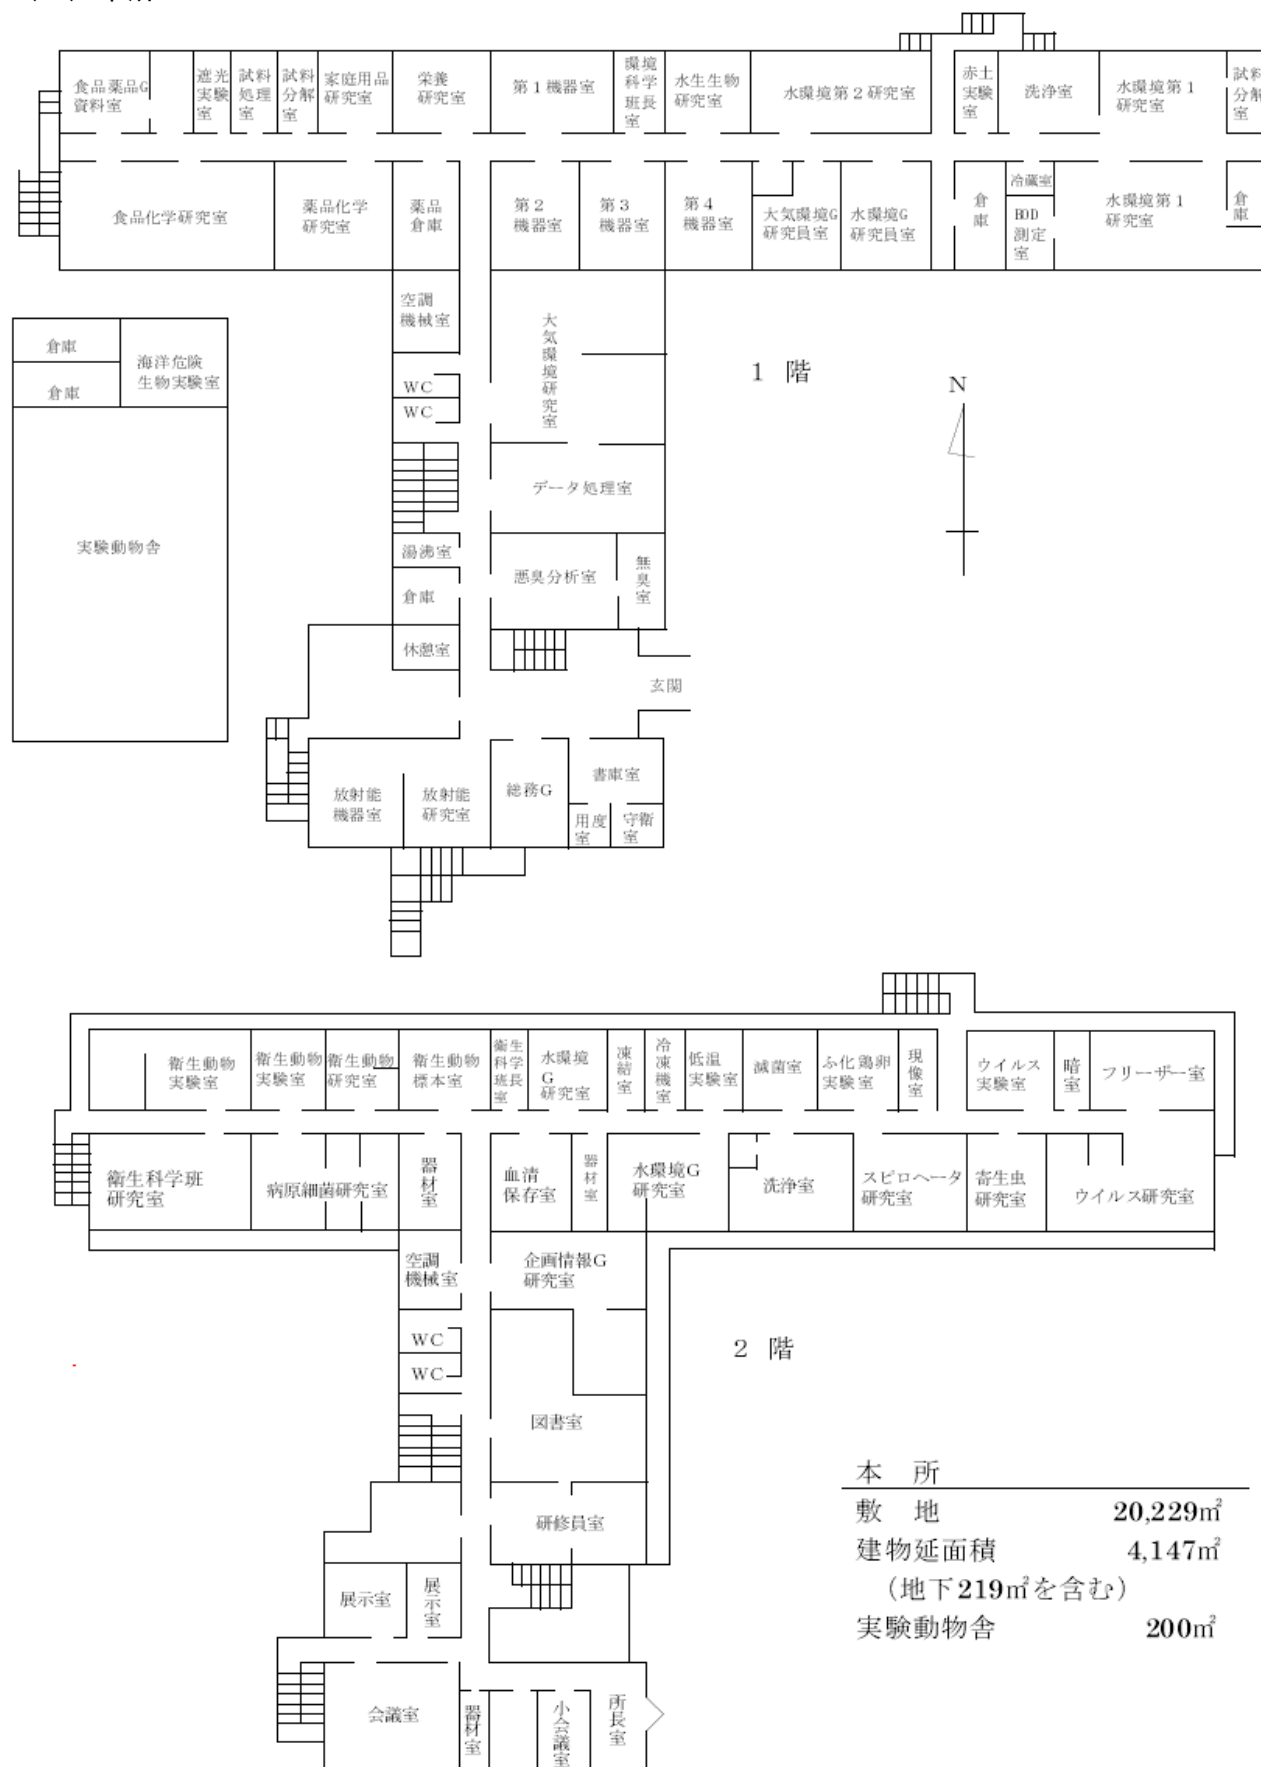 食品薬品G
資料室
遮光
実験
室
試料
処理
室
試料
分解
室
家庭用品
研究室
栄養
研究室
第1機器室
環境
科学
班長
室
水生生物
研究室
水環境第2研究室
赤土
実験
室
洗浄室
水環境第1
研究室
試料
分解
室
食品化学研究室
薬品化学
研究室
薬品
倉庫
第2
機器室
第3
機器室
第4
機器室
大気環境G
研究員室
水環境G
研究員室
倉庫
冷蔵室
BOD
測定
室
水環境第1
研究室
倉庫
空調
機械室
大気環境研究室
倉庫
倉庫
海洋危険
生物実験室
実験動物舎
WC
WC
1 階
N
データ処理室
湯沸室
倉庫
悪臭分析室
無臭室
休憩室
玄関
放射能
機器室
放射能
研究室
総務G
書庫室
用度
室
守衛
室
衛生動物
実験室
衛生動物
実験室
衛生動物
研究室
衛生動物
標本室
衛生
科学
班長
室
水環境
G
研究室
凍結室
冷凍機室
低温
実験室
滅菌室
ふ化鶏卵
実験室
現像室
ウイルス
実験室
暗室
フリーザー室
衛生科学班
研究室
病原細菌研究室
器材室
血清
保存室
器材室
水環境G
研究室
洗浄室
スピロヘータ
研究室
寄生虫
研究室
ウイルス研究室
空調
機械室
企画情報G
研究室
WC
WC
2 階
図書室
研修員室
展示室
展示室
会議室
器材室
小会議室
所長室
本 所
敷 地 20,229㎡
建物延面積 4,147㎡
(地下219㎡を含む)
実験動物舎 200㎡